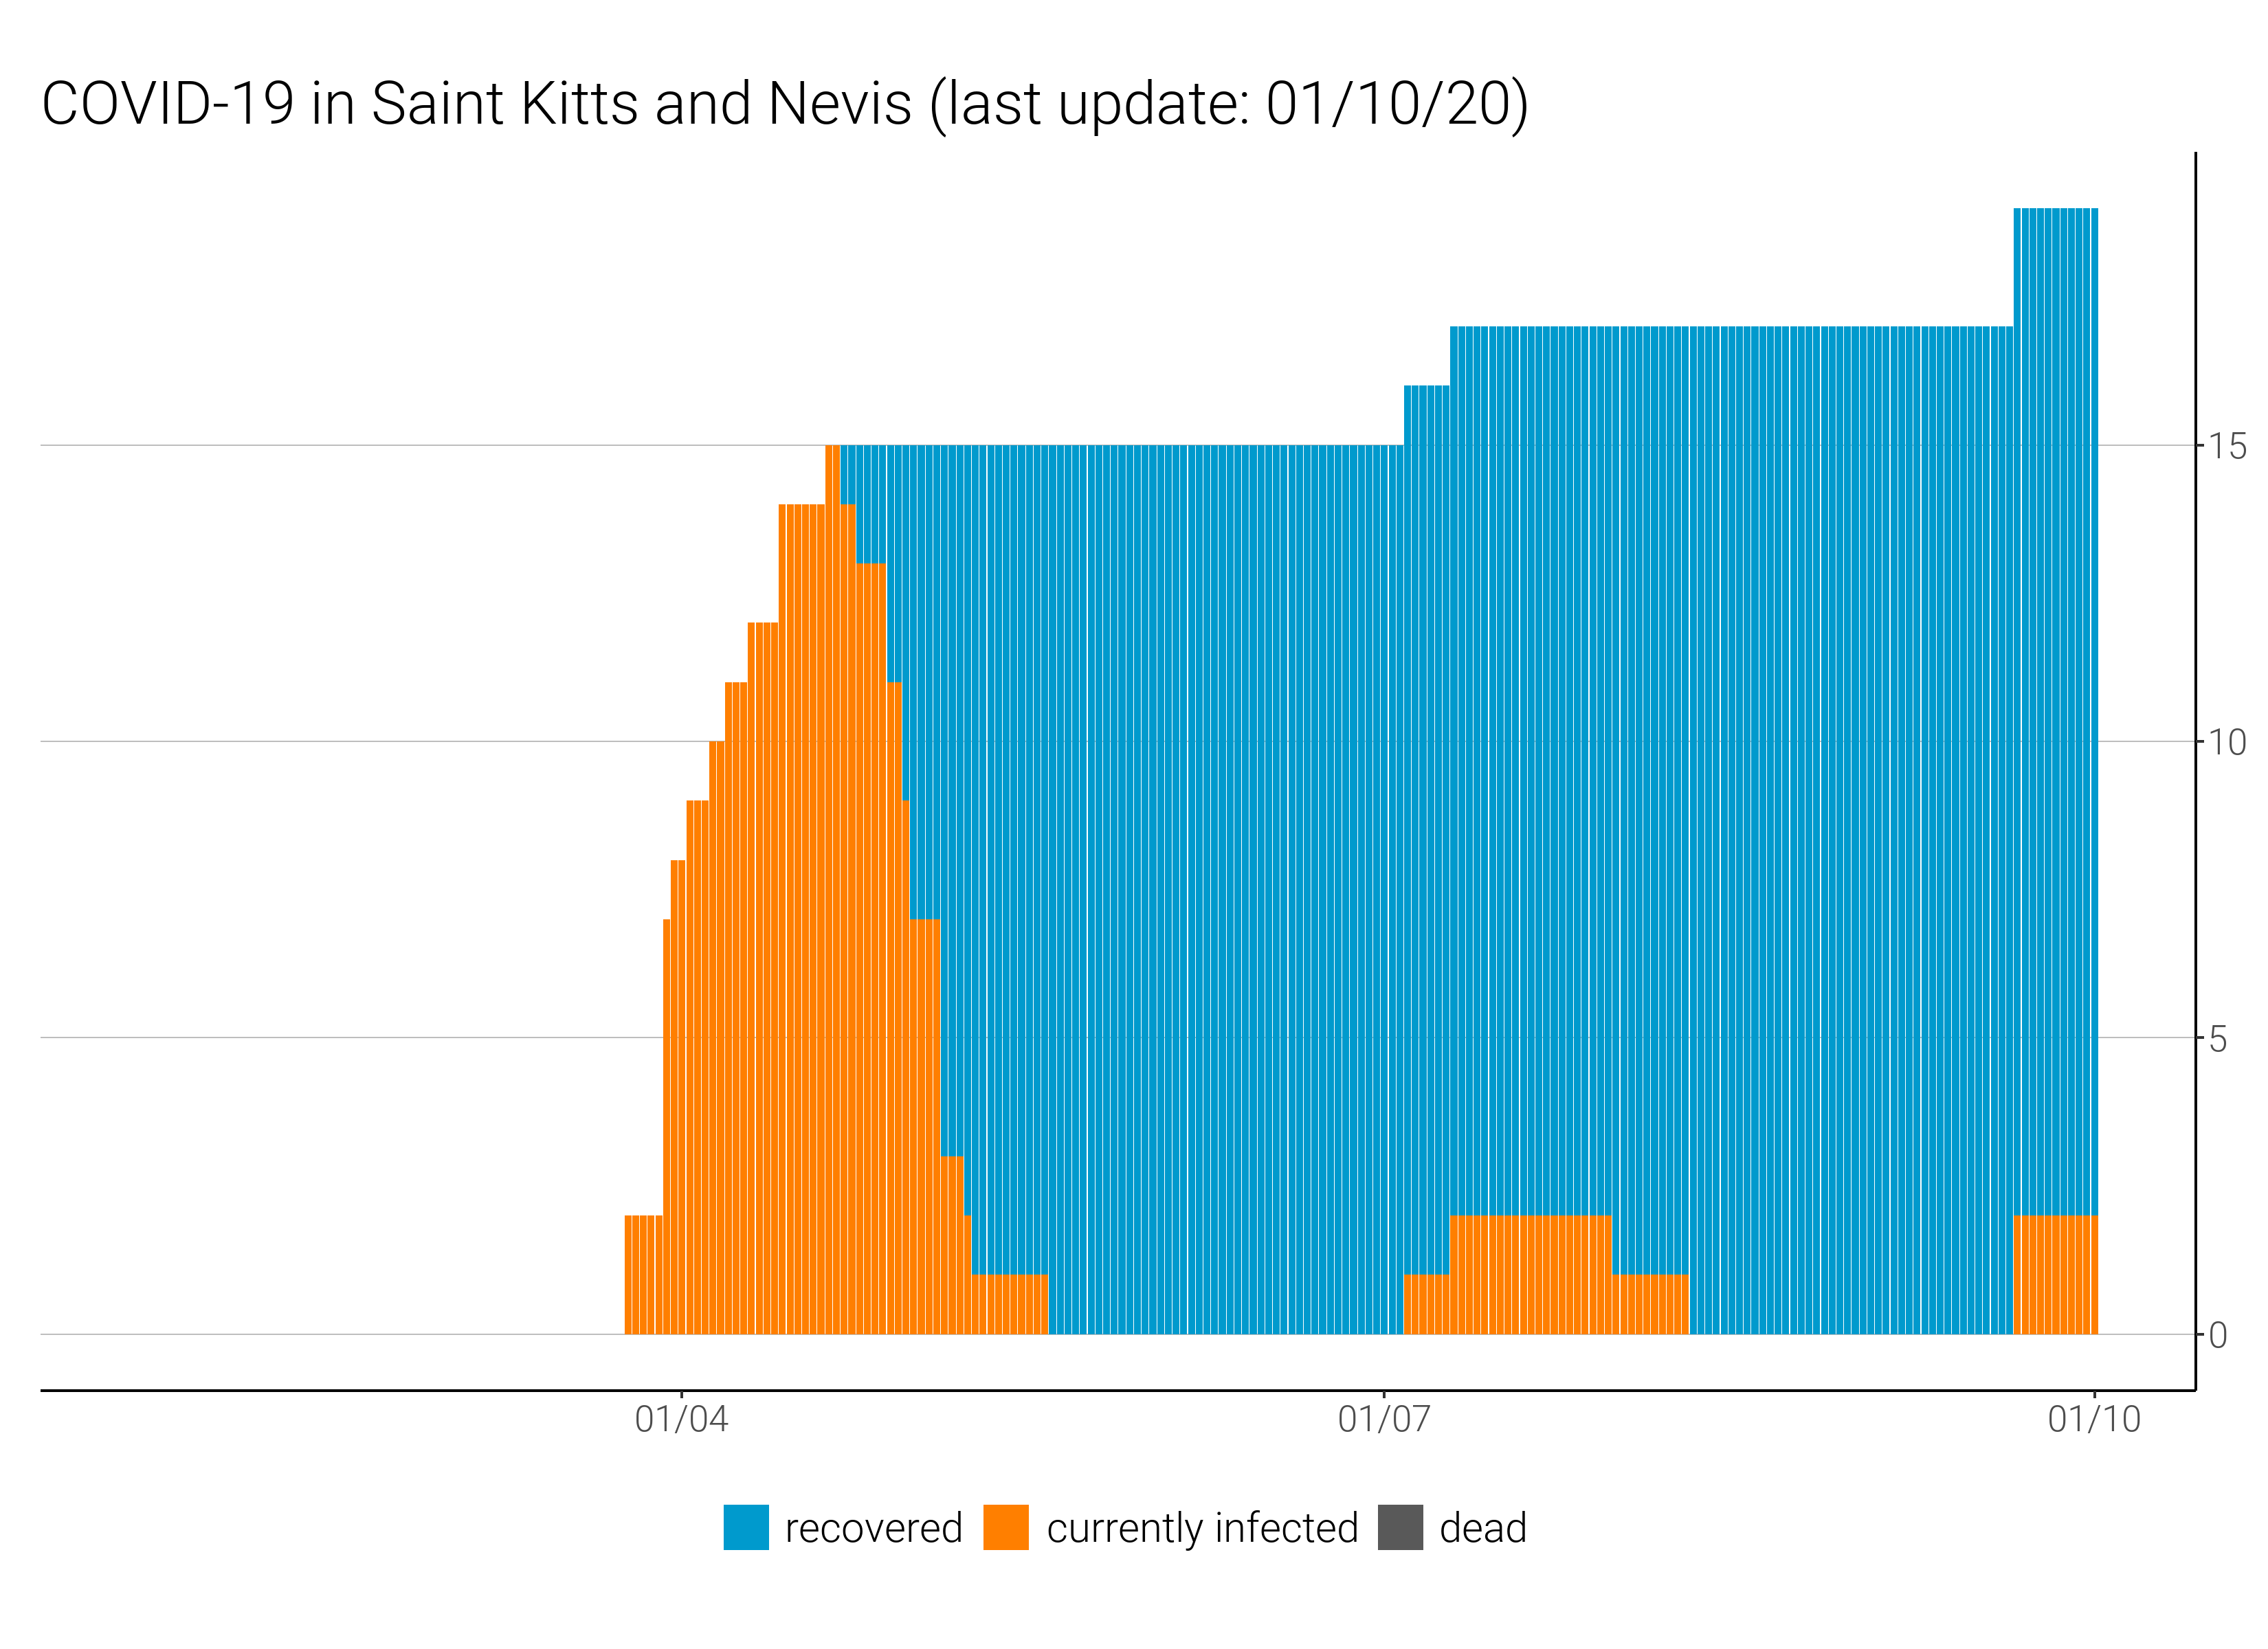 COVID-19 in Saint Kitts and Nevis (last update: 01/10/20)
15
10
5
0
01/04 01/07 01/10
recovered currently infected dead